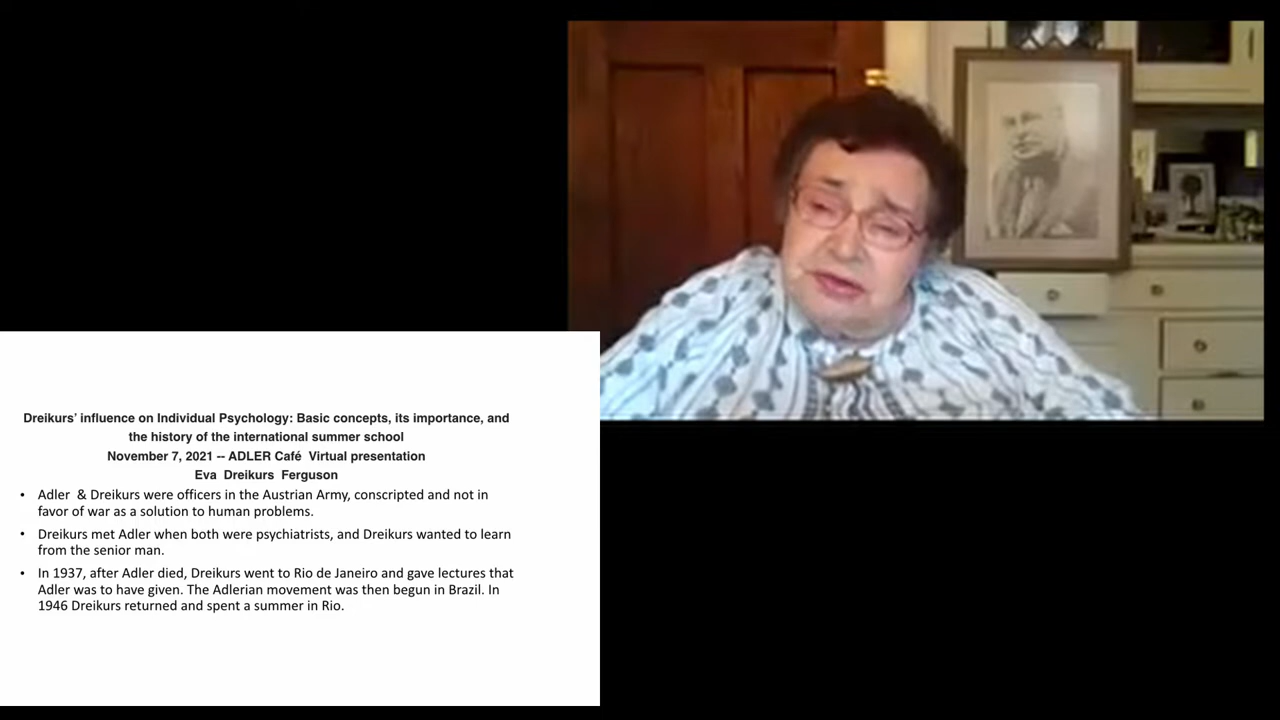 Dreikurs' influence on Individual Psychology: Basic concepts, its importance, and
the history of the international summer school
November 7, 2021 -- ADLER Café Virtual presentation
Eva Dreikurs Ferguson
• Adler & Dreikurs were officers in the Austrian Army, conscripted and not in
favor of war as a solution to human problems.
• Dreikurs met Adler when both were psychiatrists, and Dreikurs wanted to learn
from the senior man.
• In 1937, after Adler died, Dreikurs went to Rio de Janeiro and gave lectures that
Adler was to have given. The Adlerian movement was then begun in Brazil. In
1946 Dreikurs returned and spent a summer in Rio.